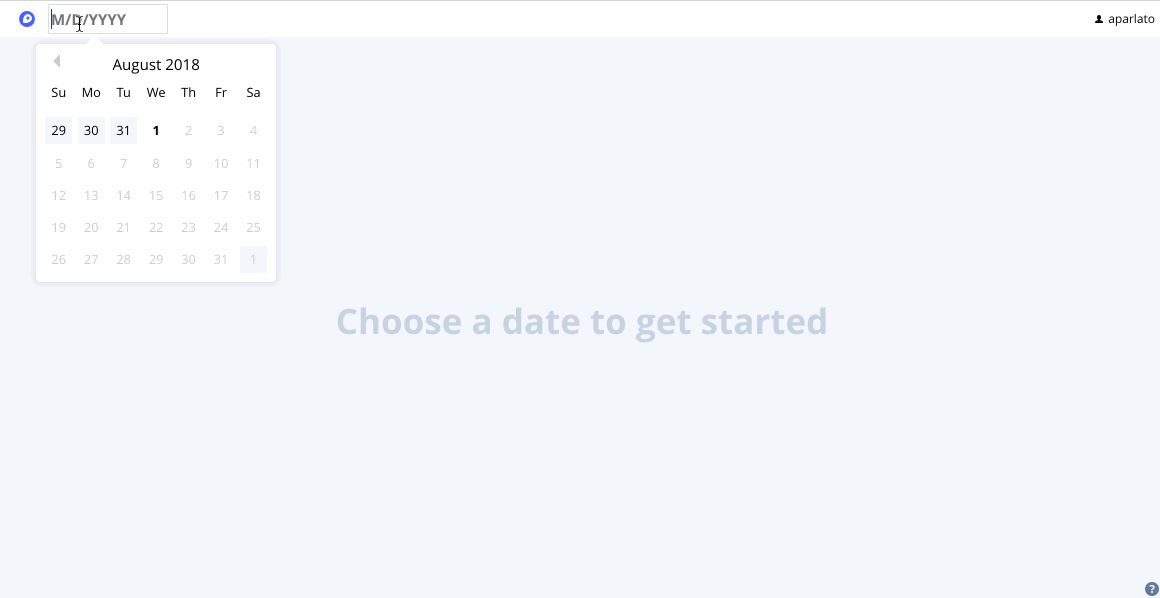 M/D/YYYY
aparlato
August 2018
Su Mo Tu We Th Fr Sa
29 30 31 1 2 3 4
5 6 7 8 9 10 11
12 13 14 15 16 17 18
19 20 21 22 23 24 25
26 27 28 29 30 31 1
Choose a date to get started
?